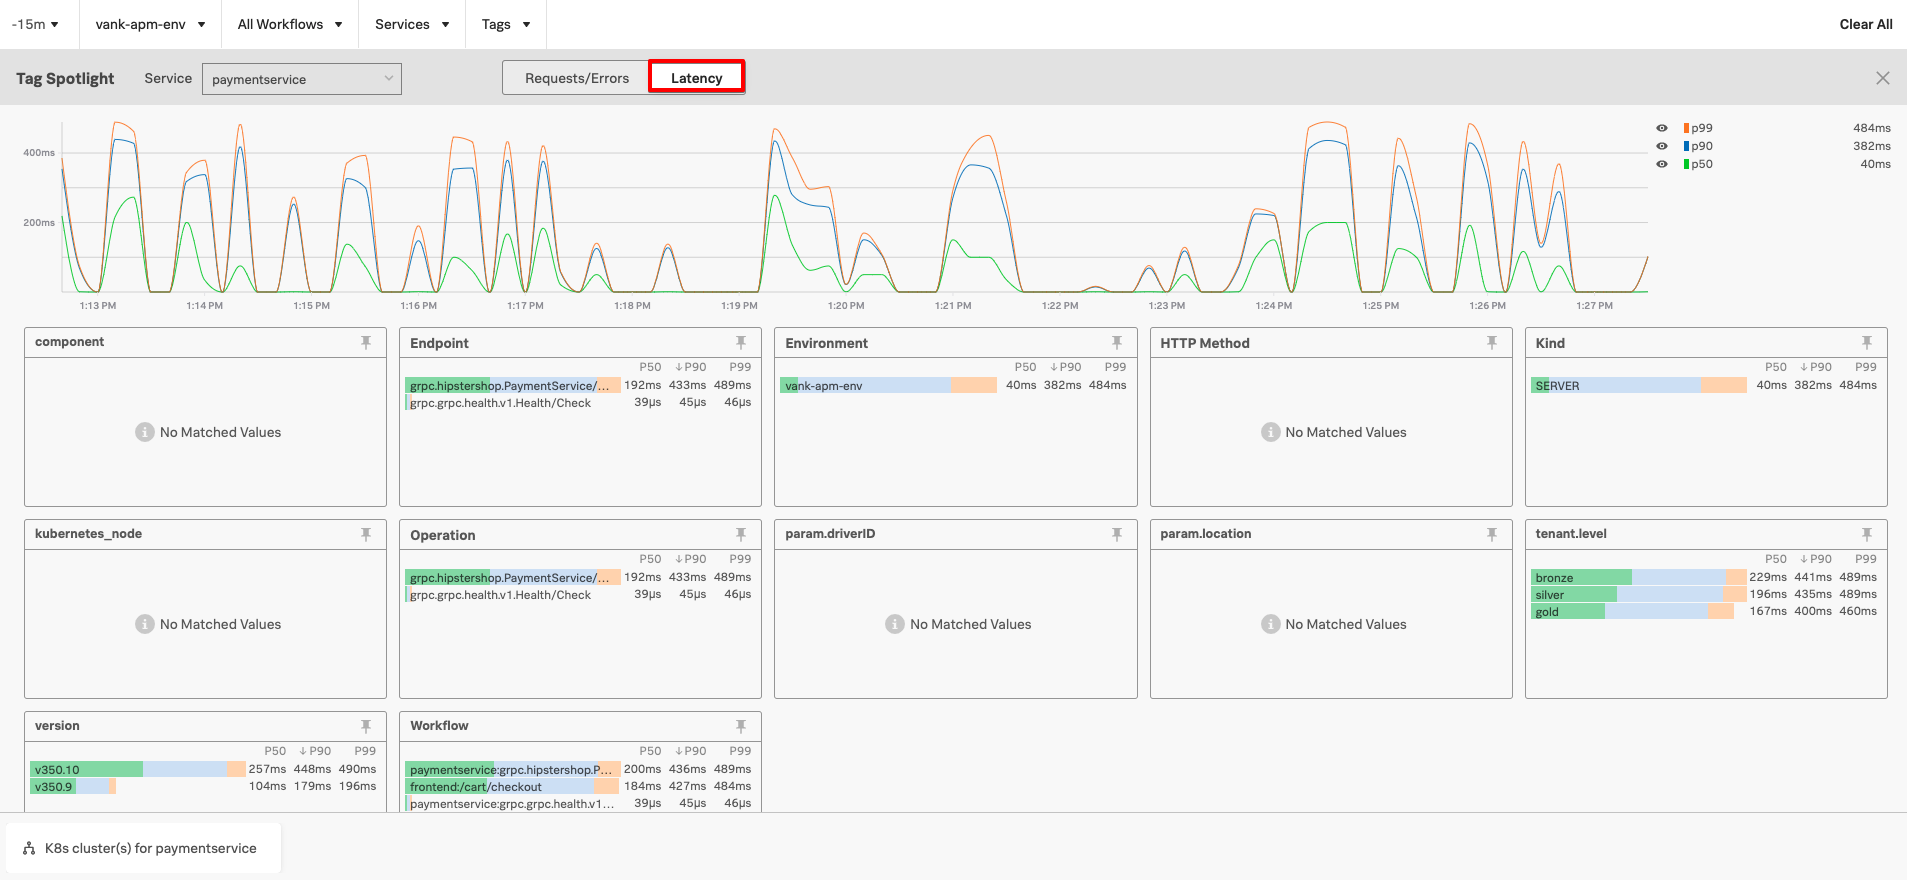 -15m
vank-apm-env
All Workflows
Services
Tags
Clear All
Tag Spotlight
Service
paymentservice
Requests/Errors
Latency
400ms
200ms
1:13 PM 1:14 PM 1:15 PM 1:16 PM 1:17 PM 1:18 PM 1:19 PM 1:20 PM 1:21 PM 1:22 PM 1:23 PM 1:24 PM 1:25 PM 1:26 PM 1:27 PM
p99 484ms
p90 382ms
p50 40ms
component
No Matched Values
Endpoint
P50 ↓P90 P99
grpc.hipstershop.PaymentService/... 192ms 433ms 489ms
grpc.grpc.health.v1.Health/Check 39µs 45µs 46µs
Environment
P50 ↓P90 P99
vank-apm-env 40ms 382ms 484ms
HTTP Method
No Matched Values
Kind
P50 ↓P90 P99
SERVER 40ms 382ms 484ms
kubernetes_node
No Matched Values
Operation
P50 ↓P90 P99
grpc.hipstershop.PaymentService/... 192ms 433ms 489ms
grpc.grpc.health.v1.Health/Check 39µs 45µs 46µs
param.driverID
No Matched Values
param.location
No Matched Values
tenant.level
P50 ↓P90 P99
bronze 229ms 441ms 489ms
silver 196ms 435ms 489ms
gold 167ms 400ms 460ms
version
P50 ↓P90 P99
v350.10 257ms 448ms 490ms
v350.9 104ms 179ms 196ms
Workflow
P50 ↓P90 P99
paymentservice:grpc.hipstershop.P... 200ms 436ms 489ms
frontend:/cart/checkout 184ms 427ms 484ms
paymentservice:grpc.grpc.health.v1... 39µs 45µs 46µs
K8s cluster(s) for paymentservice